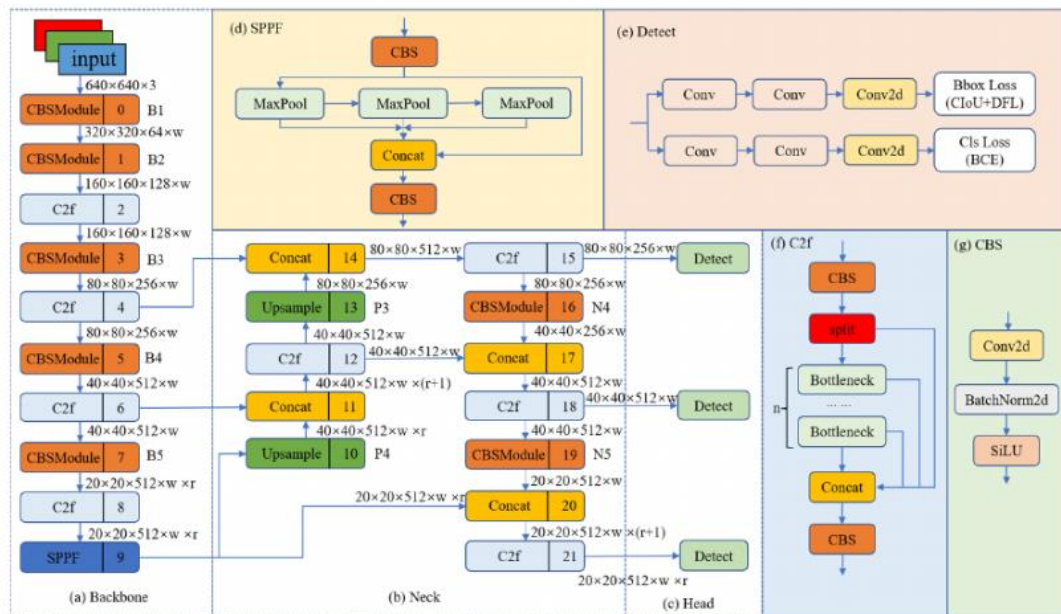 input
640×640×3
CBSModule 0 B1
320×320×64×w
CBSModule 1 B2
160×160×128×w
C2f 2
160×160×128×w
CBSModule 3 B3
80×80×256×w
C2f 4
80×80×256×w
CBSModule 5 B4
40×40×512×w
C2f 6
40×40×512×w
CBSModule 7 B5
20×20×512×w ×r
C2f 8
20×20×512×w ×r
SPPF 9
(a) Backbone
(d) SPPF
CBS
MaxPool MaxPool MaxPool
Concat
CBS
(e) Detect
Conv Conv Conv2d Bbox Loss
(CIoU+DFL)
Conv Conv Conv2d Cls Loss
(BCE)
Concat 14
80×80×512×w
80×80×256×w
Upsample 13 P3
40×40×512×w
C2f 12
40×40×512×w
40×40×512×w ×(r+1)
Concat 11
40×40×512×w ×r
Upsample 10 P4
20×20×512×w ×r
C2f 15
80×80×256×w
80×80×256×w
CBSModule 16 N4
40×40×256×w
Concat 17
40×40×512×w
C2f 18
40×40×512×w
40×40×512×w
CBSModule 19 N5
20×20×512×w
Concat 20
20×20×512×w ×(r+1)
C2f 21
20×20×512×w ×r
(b) Neck
Detect
Detect
Detect
(c) Head
(f) C2f
CBS
split
Bottleneck
... ...
n
Bottleneck
Concat
CBS
(g) CBS
Conv2d
BatchNorm2d
SiLU